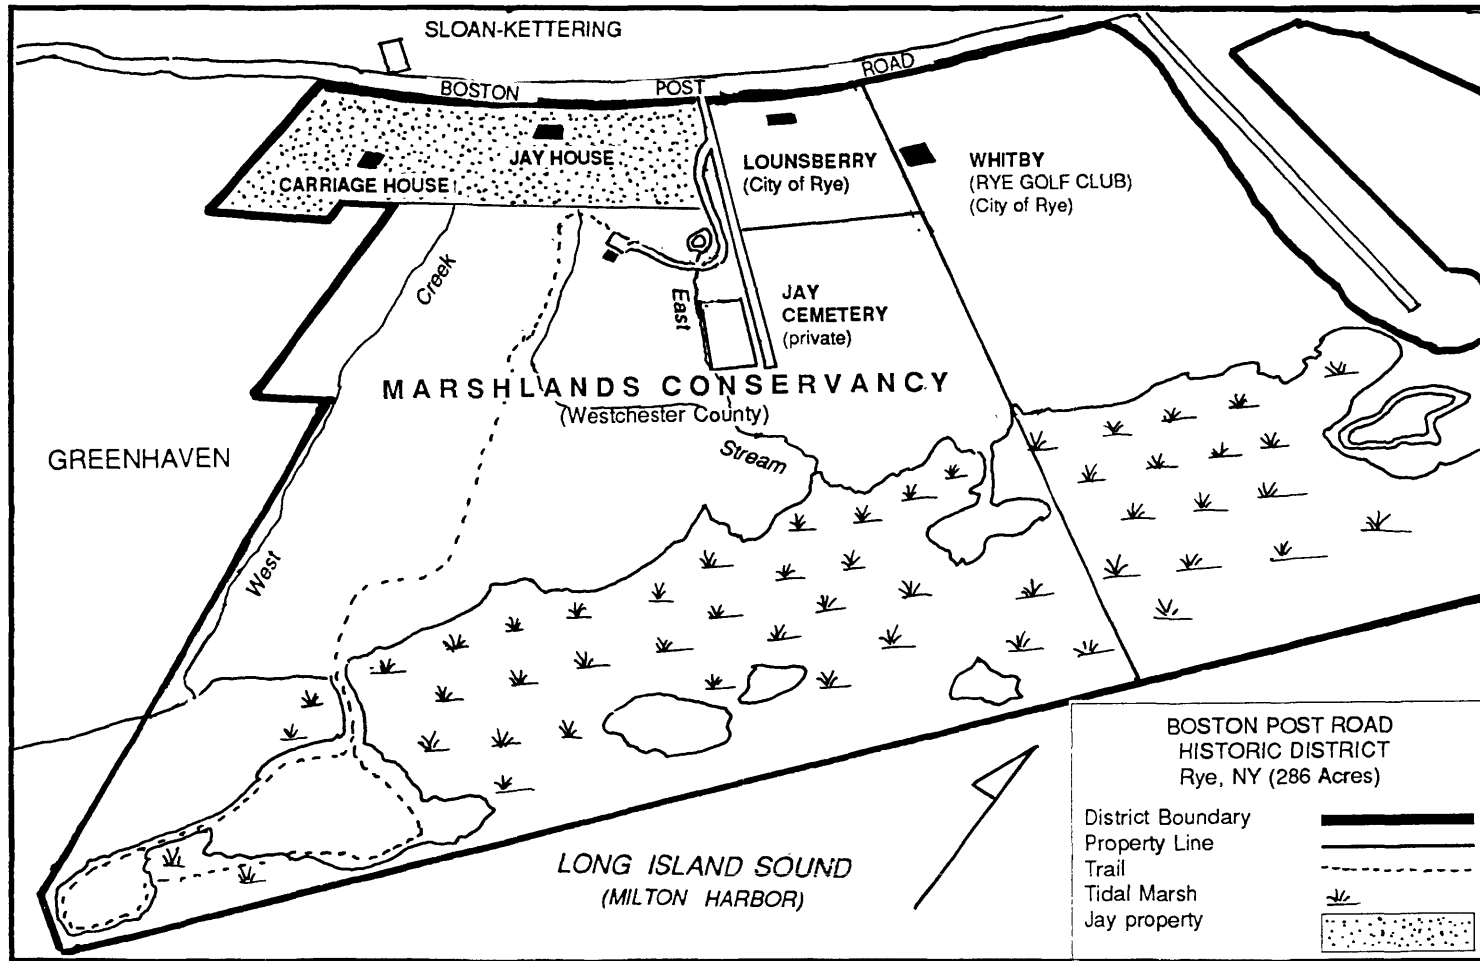 SLOAN-KETTERING
BOSTON POST ROAD
JAY HOUSE
CARRIAGE HOUSE
LOUNSBERRY
(City of Rye)
WHITBY
(RYE GOLF CLUB)
(City of Rye)
Creek
East
JAY
CEMETERY
(private)
MARSHLANDS CONSERVANCY
(Westchester County)
GREENHAVEN
Stream
West
LONG ISLAND SOUND
(MILTON HARBOR)
BOSTON POST ROAD
HISTORIC DISTRICT
Rye, NY (286 Acres)
District Boundary
Property Line
Trail
Tidal Marsh
Jay property